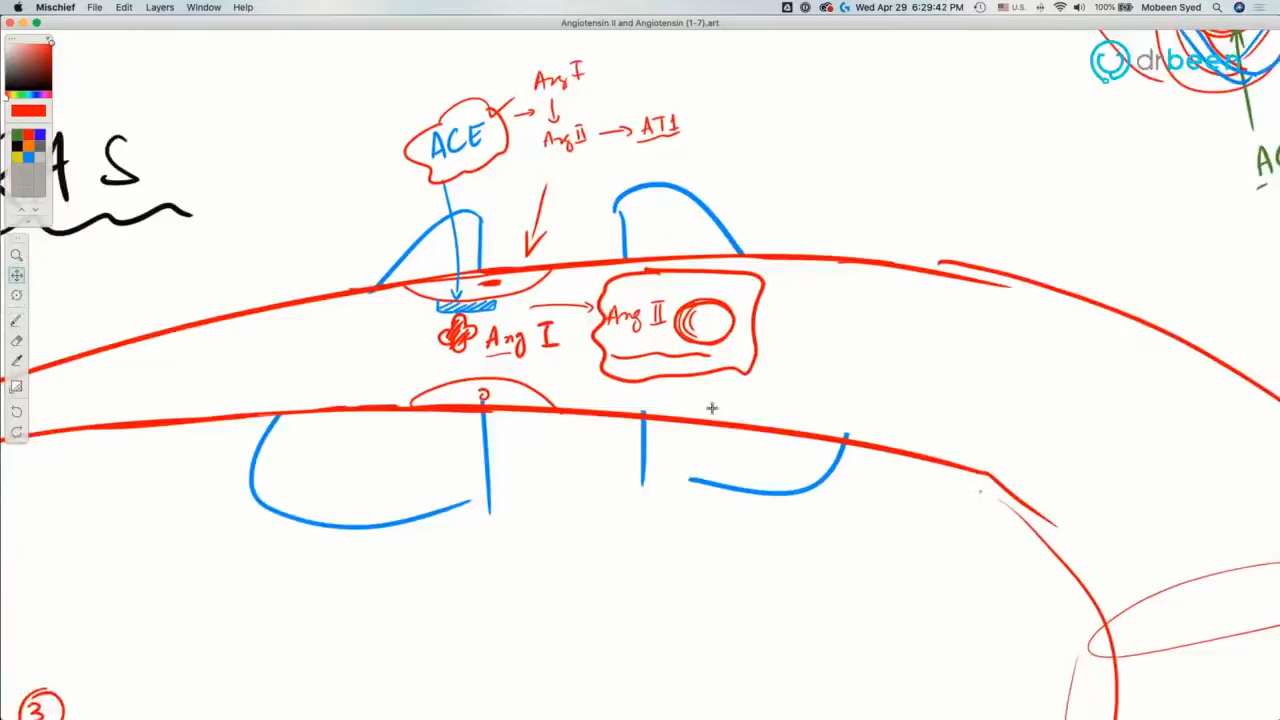 Mischief File Edit Layers Window Help
U.S. 100% Wed Apr 29 6:29:42 PM Mobeen Syed
Angiotensin II and Angiotensin (1-7).art
drbeen
Ang I
ACE
Ang II → AT1
A S
Ang I
Ang II
3